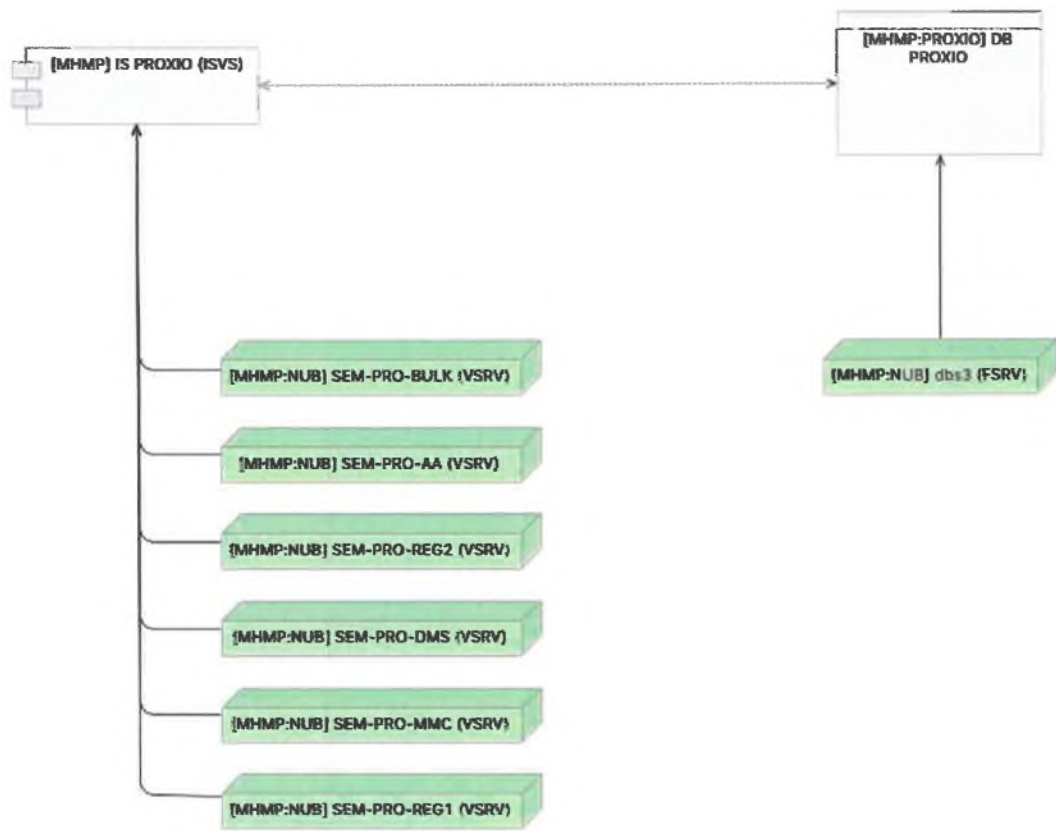 [MHMP] IS PROXIO (ISVS)
[MHMP:PROXIO] DB
PROXIO
[MHMP:NUB] SEM-PRO-BULK (VSRV)
[MHMP:NUB] dbs3 (FSRV)
[MHMP:NUB] SEM-PRO-AA (VSRV)
[MHMP:NUB] SEM-PRO-REG2 (VSRV)
[MHMP:NUB] SEM-PRO-DMS (VSRV)
[MHMP:NUB] SEM-PRO-MMC (VSRV)
[MHMP:NUB] SEM-PRO-REG1 (VSRV)